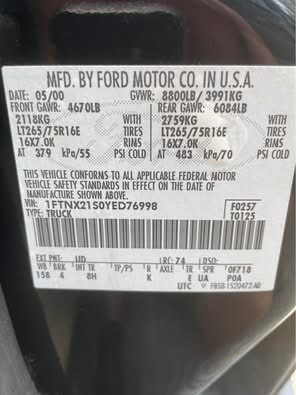 MFD. BY FORD MOTOR CO. IN U.S.A.
DATE: 05/00 GVWR: 8800LB/3991KG
FRONT GAWR: 4670LB REAR GAWR: 6084LB
2118KG WITH 2759KG WITH
LT265/75R16E TIRES LT265/75R16E TIRES
16X7.0K RIMS 16X7.0K RIMS
AT 379 kPa/55 PSI COLD AT 483 kPa/70 PSI COLD
THIS VEHICLE CONFORMS TO ALL APPLICABLE FEDERAL MOTOR
VEHICLE SAFETY STANDARDS IN EFFECT ON THE DATE OF
MANUFACTURE SHOWN ABOVE.
VIN: 1FTNX21S0YED76998 F0257
TYPE: TRUCK T0125
EXT PNT: UD RC: 74 DSO:
WB BRK INT TR TP/PS R AXLE TR SPR 0F718
158 4 8H K E UA P0A
UTC F85B-1520472-AB